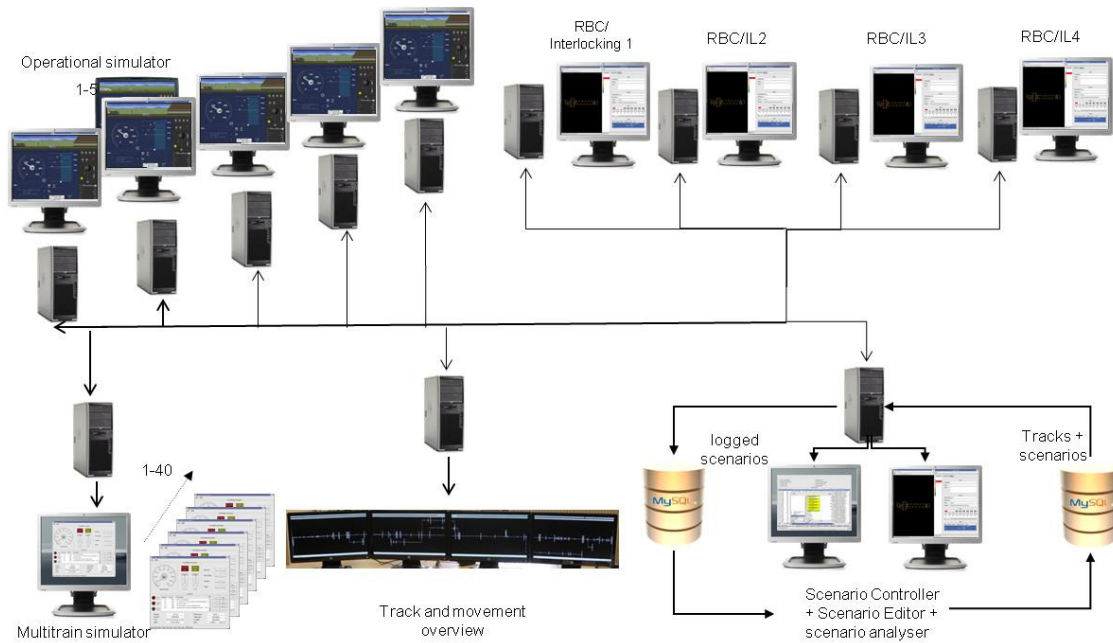 Operational simulator
1-5
RBC/
Interlocking 1
RBC/IL2
RBC/IL3
RBC/IL4
1-40
Multitrain simulator
Track and movement
overview
logged
scenarios
Tracks +
scenarios
MySQL
MySQL
Scenario Controller
+ Scenario Editor +
scenario analyser